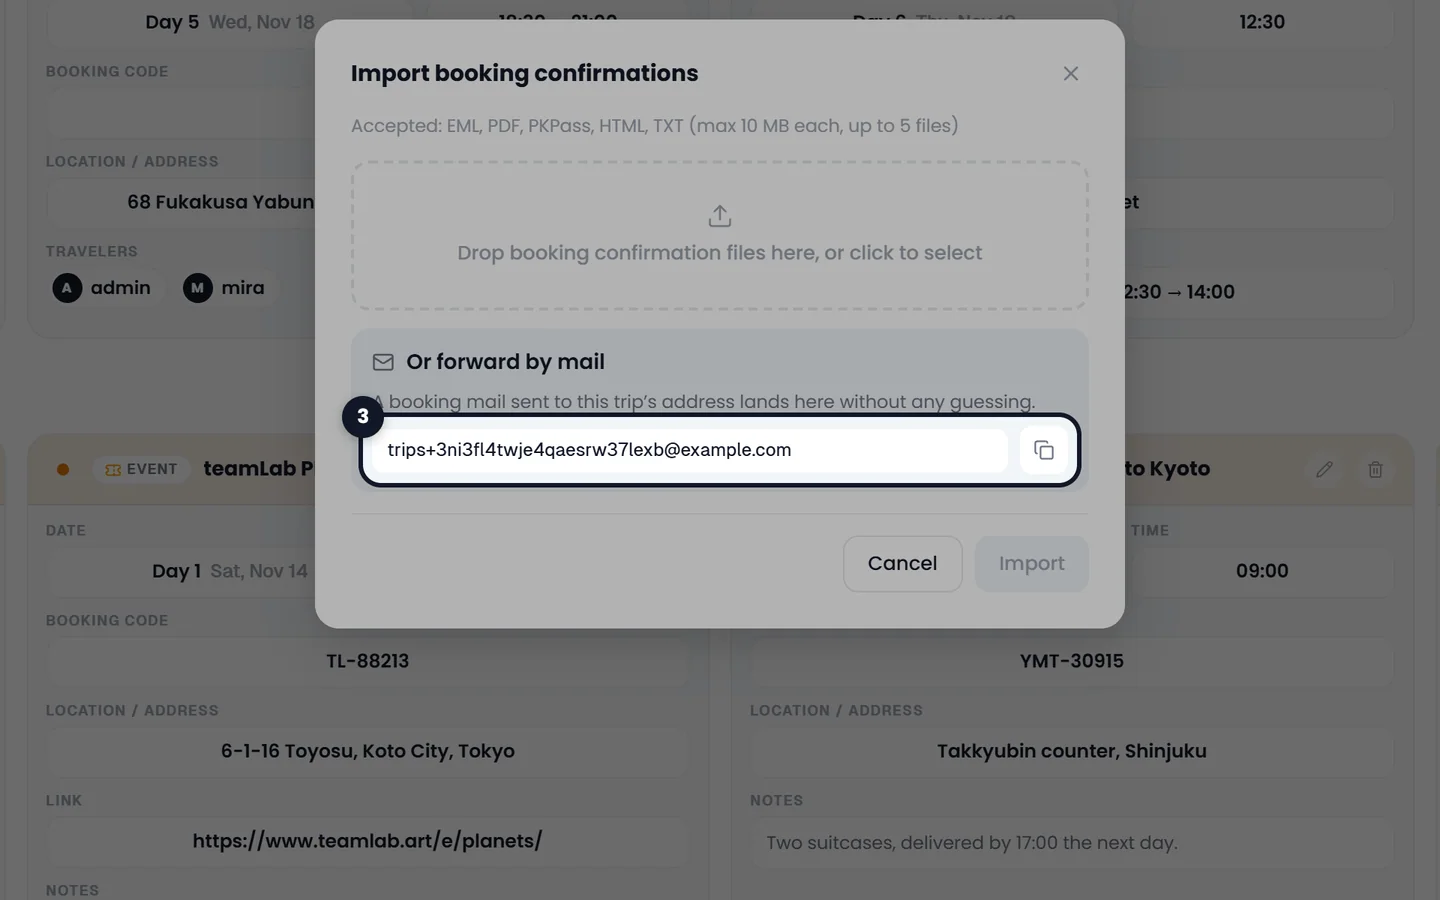 Day 5 Wed, Nov 18
12:30
BOOKING CODE
LOCATION / ADDRESS
68 Fukakusa Yabun
TRAVELERS
A admin
M mira
2:30 → 14:00
Import booking confirmations
Accepted: EML, PDF, PKPass, HTML, TXT (max 10 MB each, up to 5 files)
Drop booking confirmation files here, or click to select
Or forward by mail
A booking mail sent to this trip’s address lands here without any guessing.
3
trips+3ni3fl4twje4qaesrw37lexb@example.com
Cancel
Import
EVENT teamLab P
DATE
Day 1 Sat, Nov 14
BOOKING CODE
TL-88213
LOCATION / ADDRESS
6-1-16 Toyosu, Koto City, Tokyo
LINK
https://www.teamlab.art/e/planets/
NOTES
to Kyoto
TIME
09:00
YMT-30915
LOCATION / ADDRESS
Takkyubin counter, Shinjuku
NOTES
Two suitcases, delivered by 17:00 the next day.